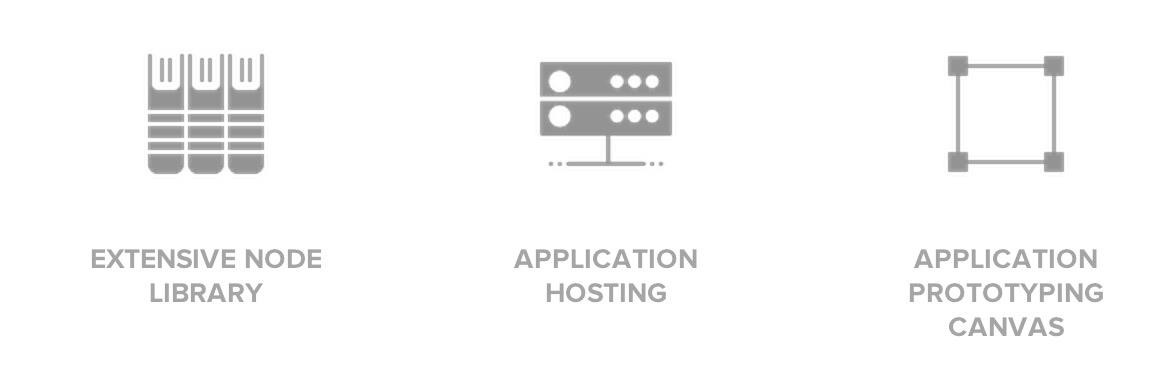 EXTENSIVE NODE
LIBRARY
APPLICATION
HOSTING
APPLICATION
PROTOTYPING
CANVAS